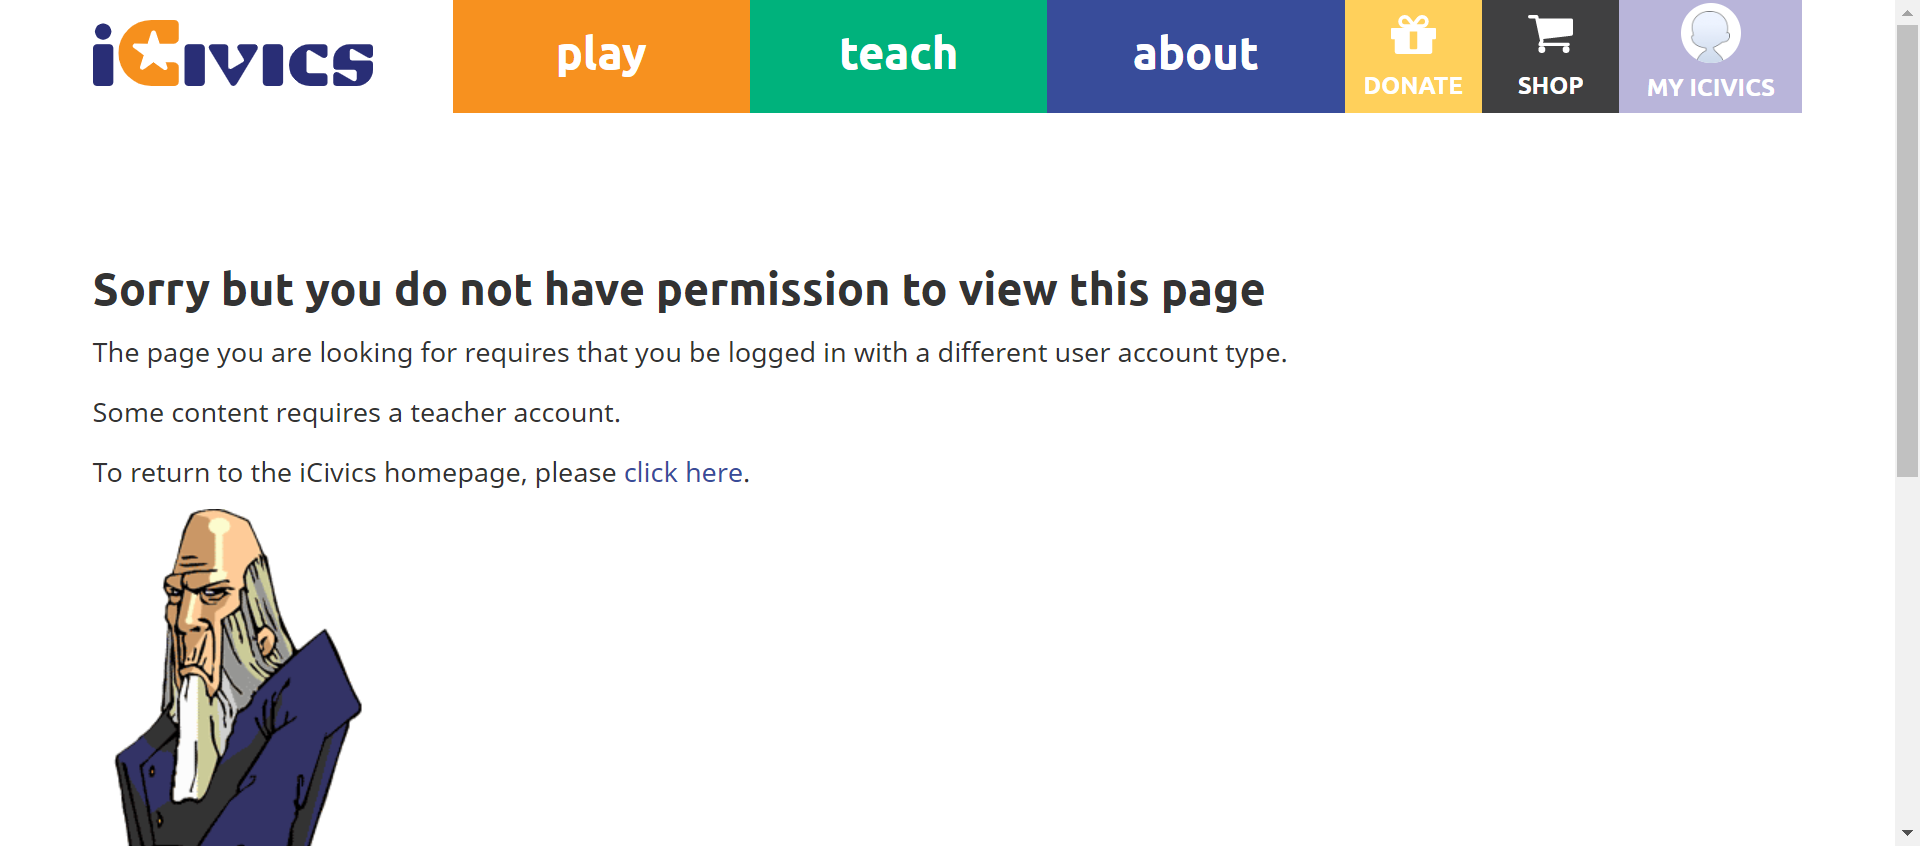 iCivics
play
teach
about
DONATE
SHOP
MY ICIVICS
Sorry but you do not have permission to view this page
The page you are looking for requires that you be logged in with a different user account type.
Some content requires a teacher account.
To return to the iCivics homepage, please click here.